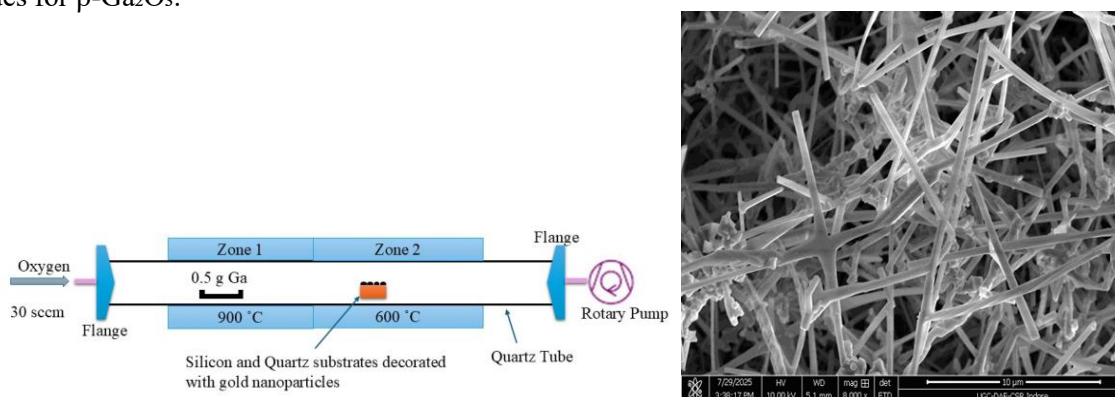 ues for β-Ga₂O₃.
Oxygen
30 sccm
Flange
Zone 1
Zone 2
0.5 g Ga
900 ˚C
600 ˚C
Flange
Rotary Pump
Silicon and Quartz substrates decorated
with gold nanoparticles
Quartz Tube
7/29/2025 HV WD mag det 10 µm
3:38:17 PM 10.00 kV 5.1 mm 8 000 x ETD UGC-DAE-CSR Indore